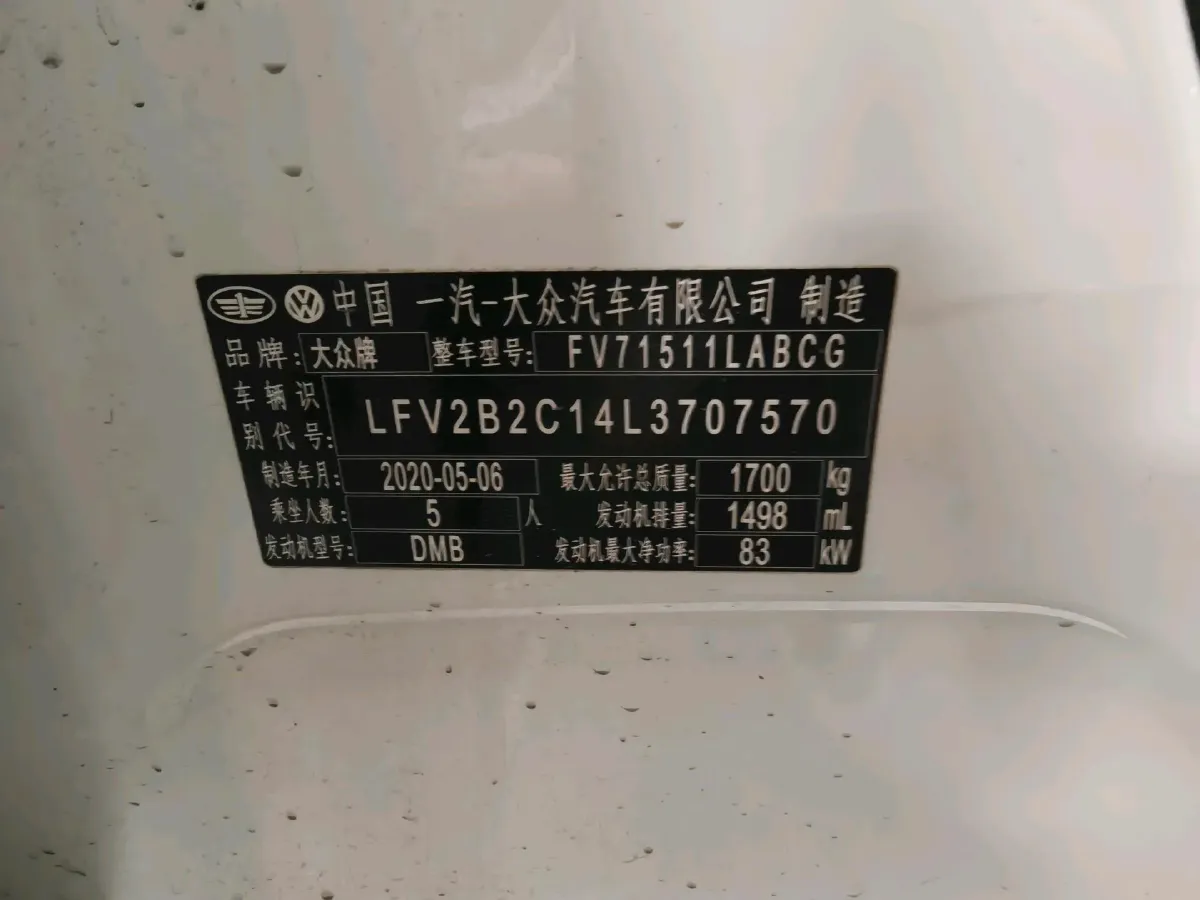 中国 一汽-大众汽车有限公司 制造
品牌: 大众牌 整车型号: FV71511LABCG
车辆识别代号: LFV2B2C14L3707570
制造年月: 2020-05-06 最大允许总质量: 1700 kg
乘坐人数: 5 人 发动机排量: 1498 mL
发动机型号: DMB 发动机最大净功率: 83 kW